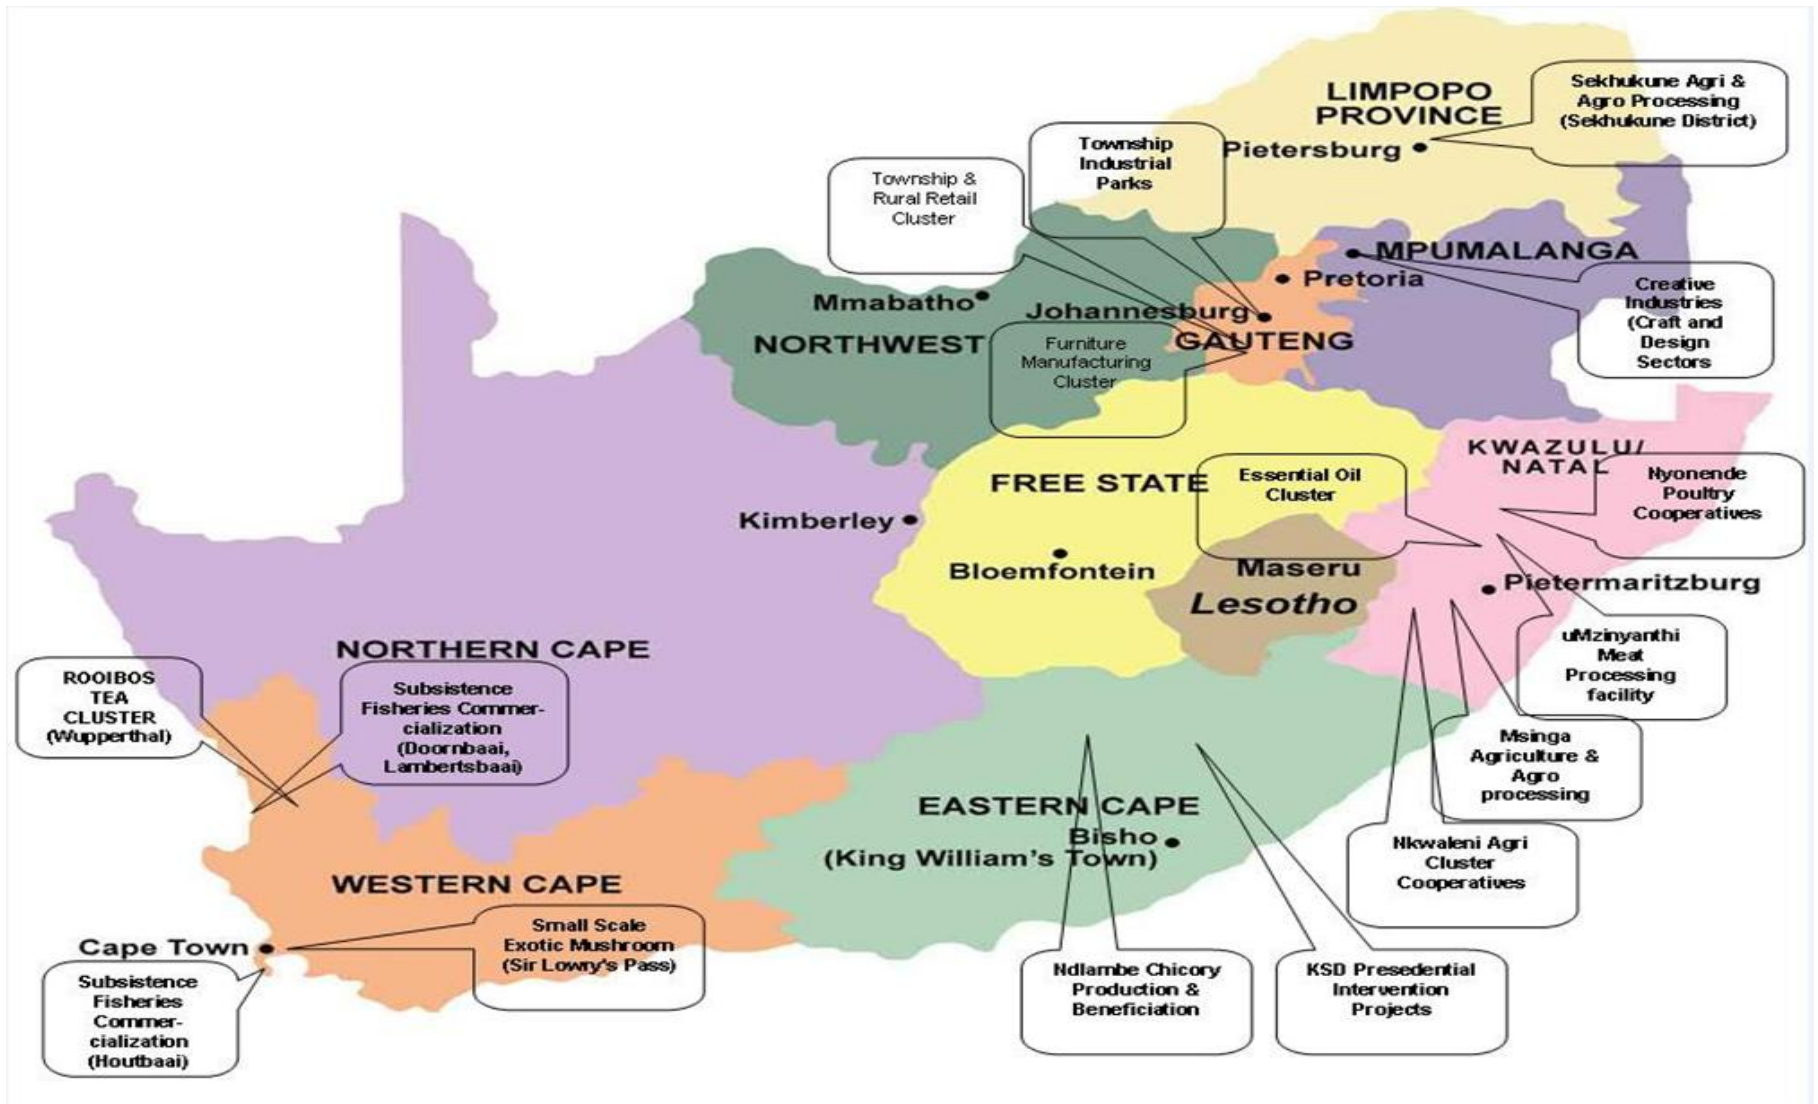 LIMPOPO
PROVINCE
Pietersburg
Sekhukune Agri &
Agro Processing
(Sekhukune District)
Township
Industrial
Parks
Township &
Rural Retail
Cluster
MPUMALANGA
Pretoria
Creative
Industries
(Craft and
Design
Sectors
Mmabatho
NORTHWEST
Johannesburg
GAUTENG
Furniture
Manufacturing
Cluster
KWAZULU/
NATAL
FREE STATE
Essential Oil
Cluster
Nyonende
Poultry
Cooperatives
Kimberley
Bloemfontein
Maseru
Lesotho
Pietermaritzburg
uMzinyanthi
Meat
Processing
facility
NORTHERN CAPE
ROOIBOS
TEA
CLUSTER
(Wupperthal)
Subsistence
Fisheries Commer-
cialization
(Doornbaai,
Lambertsbaai)
Msinga
Agriculture &
Agro
processing
EASTERN CAPE
Bisho
(King William's Town)
Nkwaleni Agri
Cluster
Cooperatives
WESTERN CAPE
Cape Town
Small Scale
Exotic Mushroom
(Sir Lowry's Pass)
Subsistence
Fisheries
Commer-
cialization
(Houtbaai)
Ndlambe Chicory
Production &
Beneficiation
KSD Presedential
Intervention
Projects